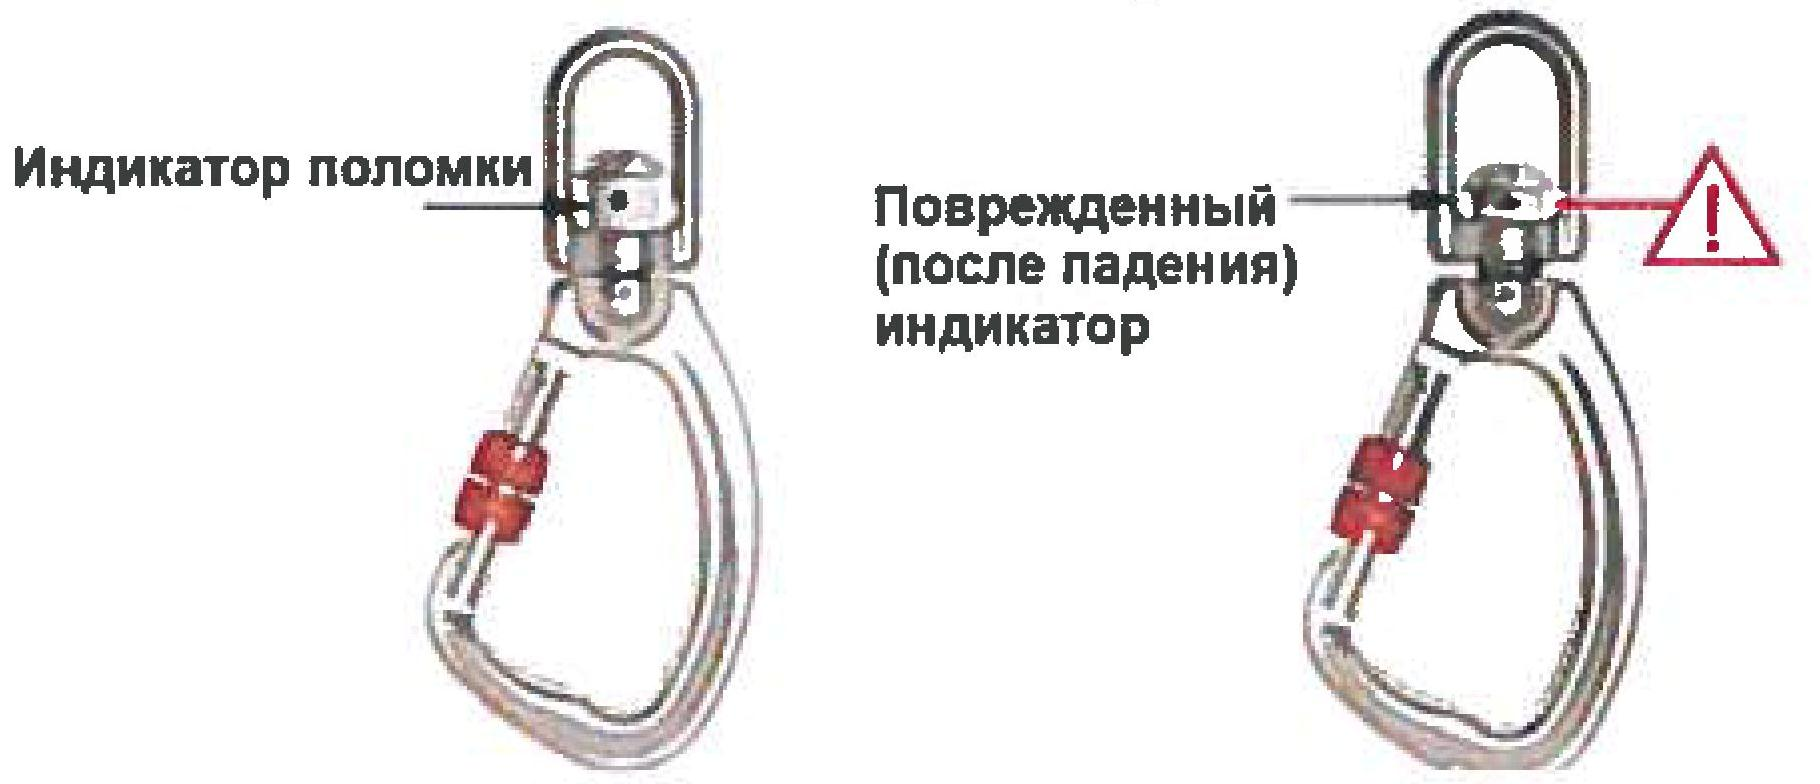 Индикатор поломки
Поврежденный
(после падения)
индикатор
!